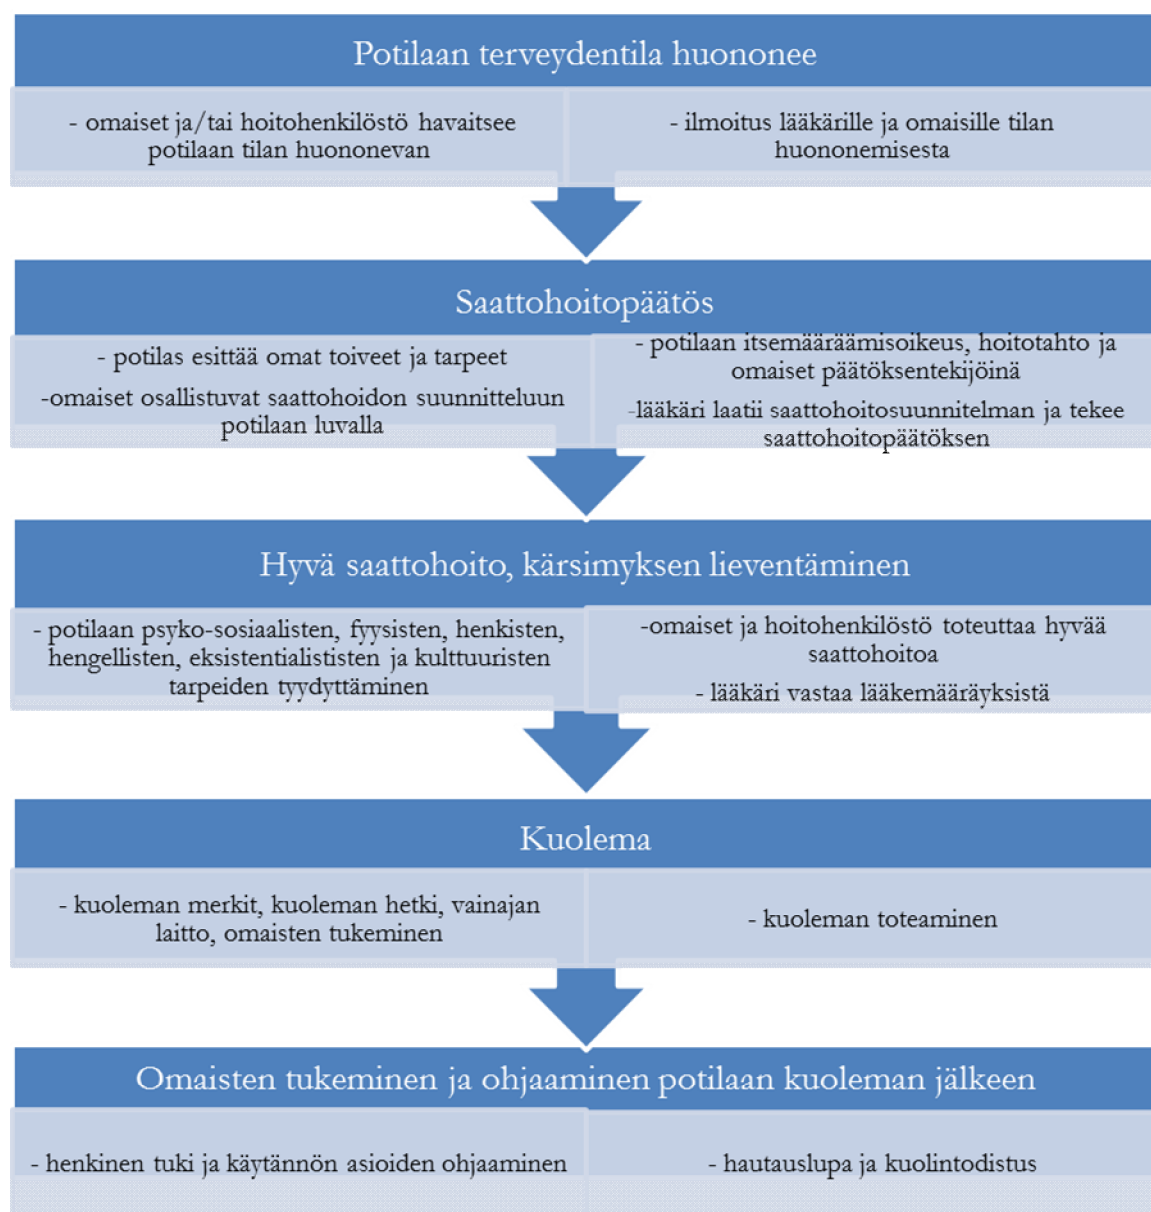 Potilaan terveydentila huononee
- omaiset ja/tai hoitohenkilöstö havaitsee
potilaan tilan huononevan
- ilmoitus lääkärille ja omaisille tilan
huononemisesta
Saattohoitopäätös
- potilas esittää omat toiveet ja tarpeet
-omaiset osallistuvat saattohoidon suunnitteluun
potilaan luvalla
- potilaan itsemääräämisoikeus, hoitotahto ja
omaiset päätöksentekijöinä
-lääkäri laatii saattohoitosuunnitelman ja tekee
saattohoitopäätöksen
Hyvä saattohoito, kärsimyksen lieventäminen
- potilaan psyko-sosiaalisten, fyysisten, henkisten,
hengellisten, eksistentialististen ja kulttuuristen
tarpeiden tyydyttäminen
-omaiset ja hoitohenkilöstö toteuttaa hyvää
saattohoitoa
- lääkäri vastaa lääkemääräyksistä
Kuolema
- kuoleman merkit, kuoleman hetki, vainajan
laitto, omaisten tukeminen
- kuoleman toteaminen
Omaisten tukeminen ja ohjaaminen potilaan kuoleman jälkeen
- henkinen tuki ja käytännön asioiden ohjaaminen
- hautauslupa ja kuolintodistus